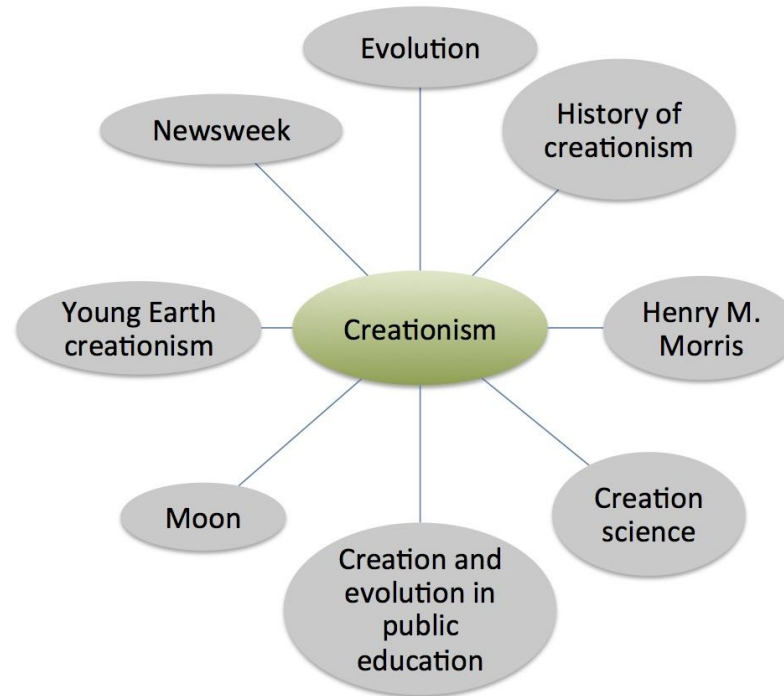 Evolution
History of
creationism
Newsweek
Young Earth
creationism
Creationism
Henry M.
Morris
Moon
Creation
science
Creation and
evolution in
public
education